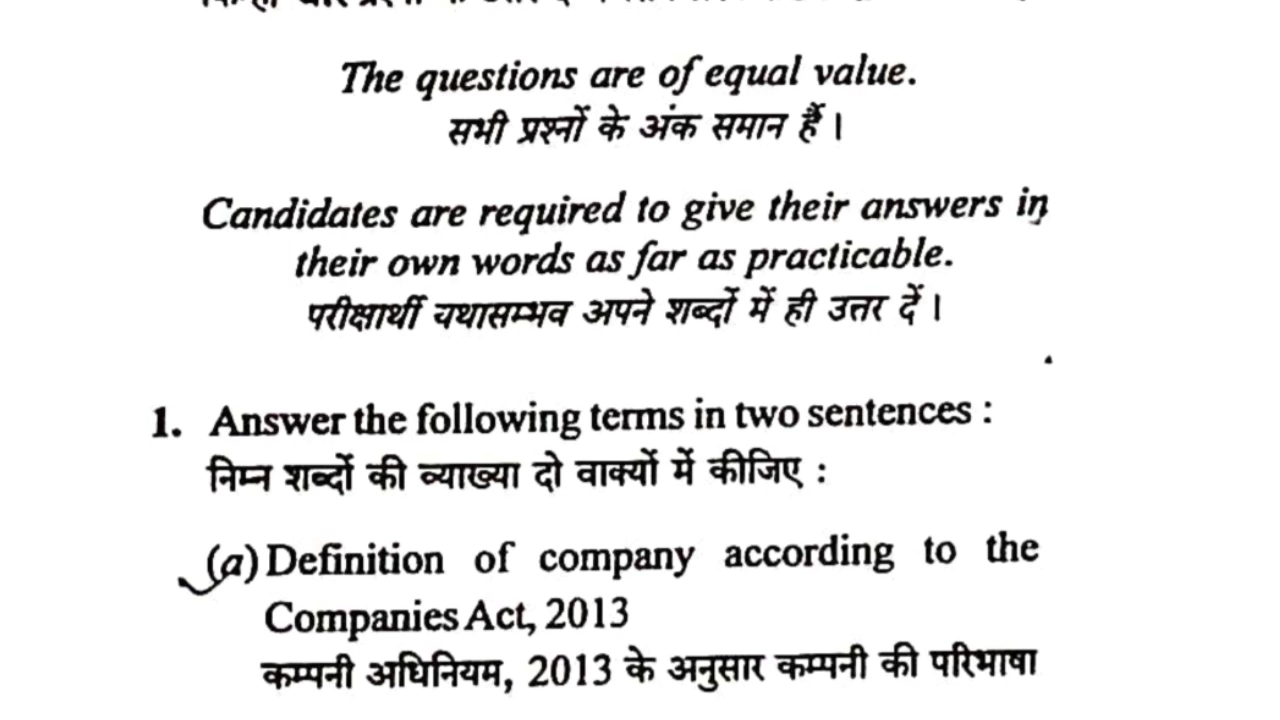 The questions are of equal value.
सभी प्रश्नों के अंक समान हैं।
Candidates are required to give their answers in
their own words as far as practicable.
परीक्षार्थी यथासम्भव अपने शब्दों में ही उत्तर दें।
1. Answer the following terms in two sentences :
निम्न शब्दों की व्याख्या दो वाक्यों में कीजिए :
(a) Definition of company according to the
Companies Act, 2013
कम्पनी अधिनियम, 2013 के अनुसार कम्पनी की परिभाषा